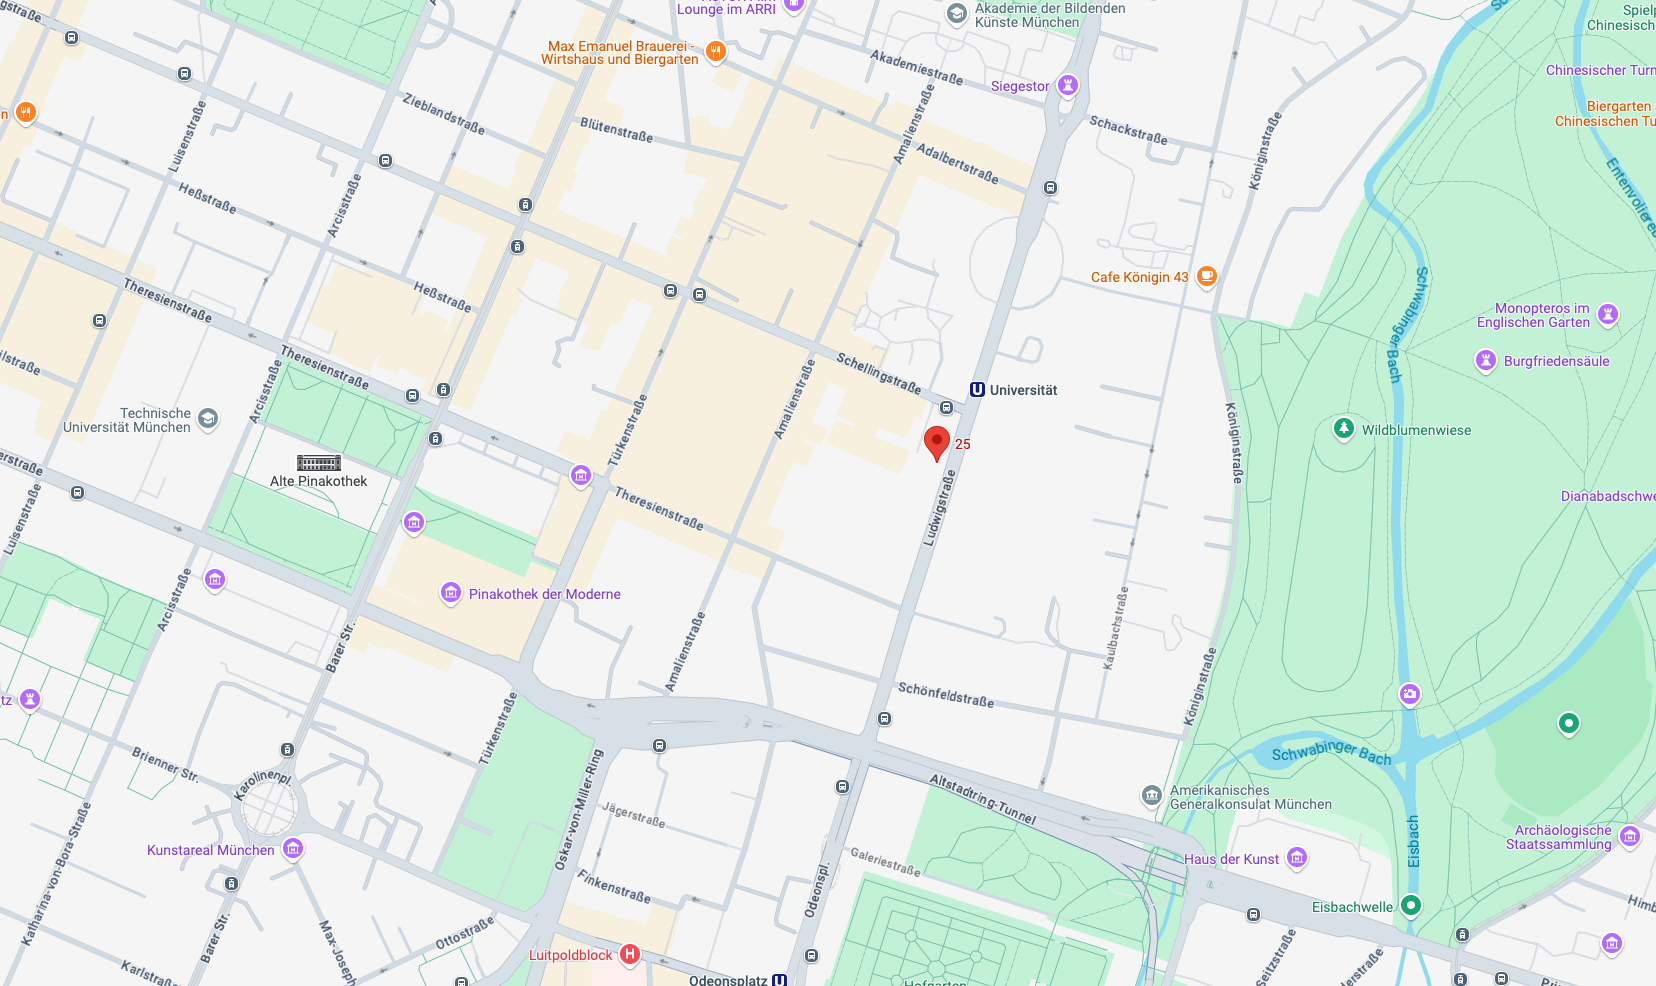 Lounge im ARRI
Akademie der Bildenden
Künste München
Spielp
Chinesisch
Max Emanuel Brauerei -
Wirtshaus und Biergarten
Akademiestraße
Siegestor
Chinesischer Turm
Biergarten
Chinesischen Tu
n
Zieblandstraße
Blütenstraße
Luisenstraße
Amalienstraße
Adalbertstraße
Schackstraße
Königinstraße
Entenvolieren
Heßstraße
Arcisstraße
Cafe Königin 43
Schwabinger Bach
Theresienstraße
Heßstraße
Monopteros im
Englischen Garten
Theresienstraße
Schellingstraße
Burgfriedensäule
Arcisstraße
Amalienstraße
U Universität
Technische
Universität München
Türkenstraße
Königinstraße
Wildblumenwiese
25
Alte Pinakothek
Theresienstraße
Ludwigstraße
Dianabadschwe
Luisenstraße
Pinakothek der Moderne
Arcisstraße
Barer Str.
Amalienstraße
Kaulbachstraße
Königinstraße
Schönfeldstraße
tz
Türkenstraße
Brienner Str.
Karolinenpl.
Schwabinger Bach
Oskar-von-Miller-Ring
Altstadtring-Tunnel
Amerikanisches
Generalkonsulat München
Jägerstraße
Katharina-von-Bora-Straße
Kunstareal München
Galeriestraße
Haus der Kunst
Eisbach
Archäologische
Staatssammlung
Finkenstraße
Odeonspl.
Eisbachwelle
Himb
Barer Str.
Max-Joseph
Ottostraße
Luitpoldblock
H
Karlstraße
Odeonsplatz U
Hofgarten
Seitzstraße